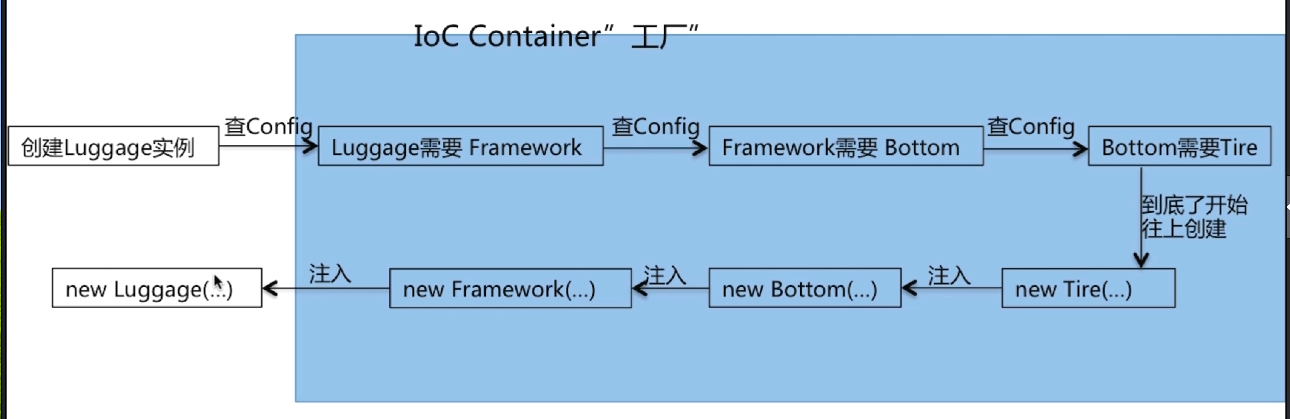 IoC Container”工厂“
查Config
查Config
查Config
创建Luggage实例
Luggage需要 Framework
Framework需要 Bottom
Bottom需要Tire
到底了开始
往上创建
注入
注入
注入
new Luggage(...)
new Framework(...)
new Bottom(...)
new Tire(...)